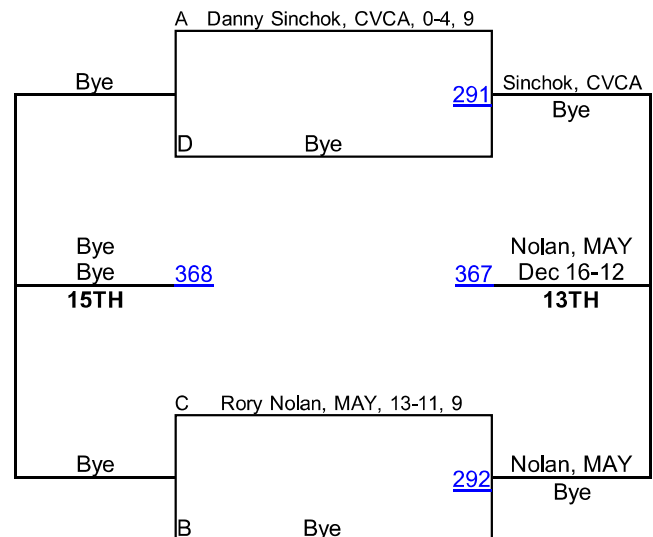 A Danny Sinchok, CVCA, 0-4, 9
Bye
291
Sinchok, CVCA
Bye
D Bye
Bye
Bye
15TH
368
367
Nolan, MAY
Dec 16-12
13TH
C Rory Nolan, MAY, 13-11, 9
Bye
292
Nolan, MAY
Bye
B Bye